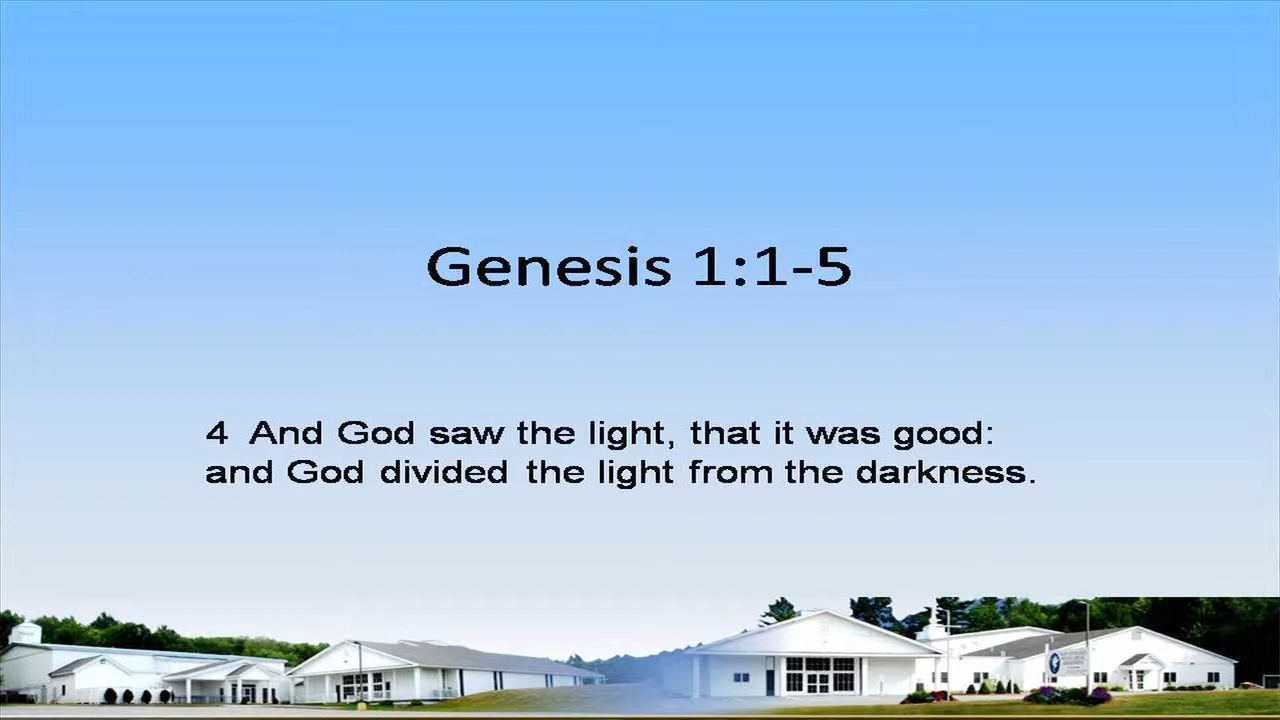 Genesis 1:1-5
4 And God saw the light, that it was good:
and God divided the light from the darkness.